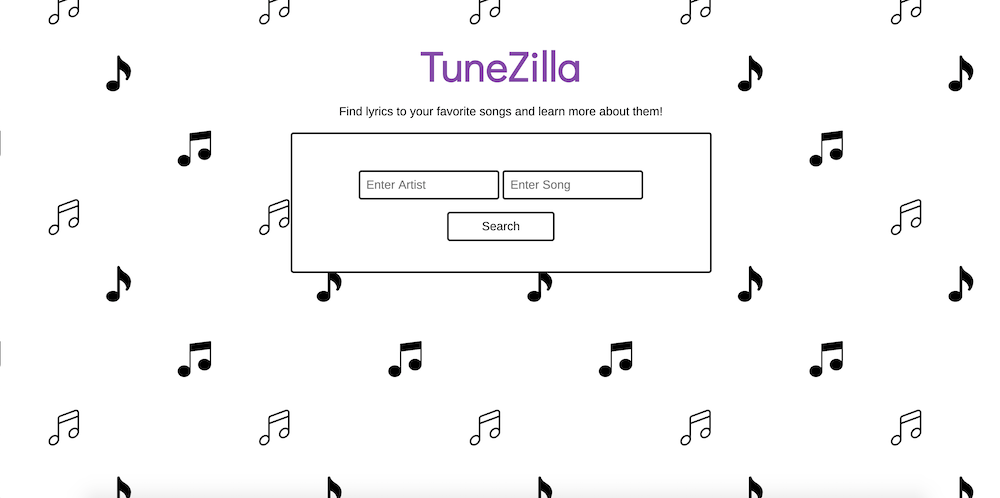 TuneZilla
Find lyrics to your favorite songs and learn more about them!
Enter Artist Enter Song
Search